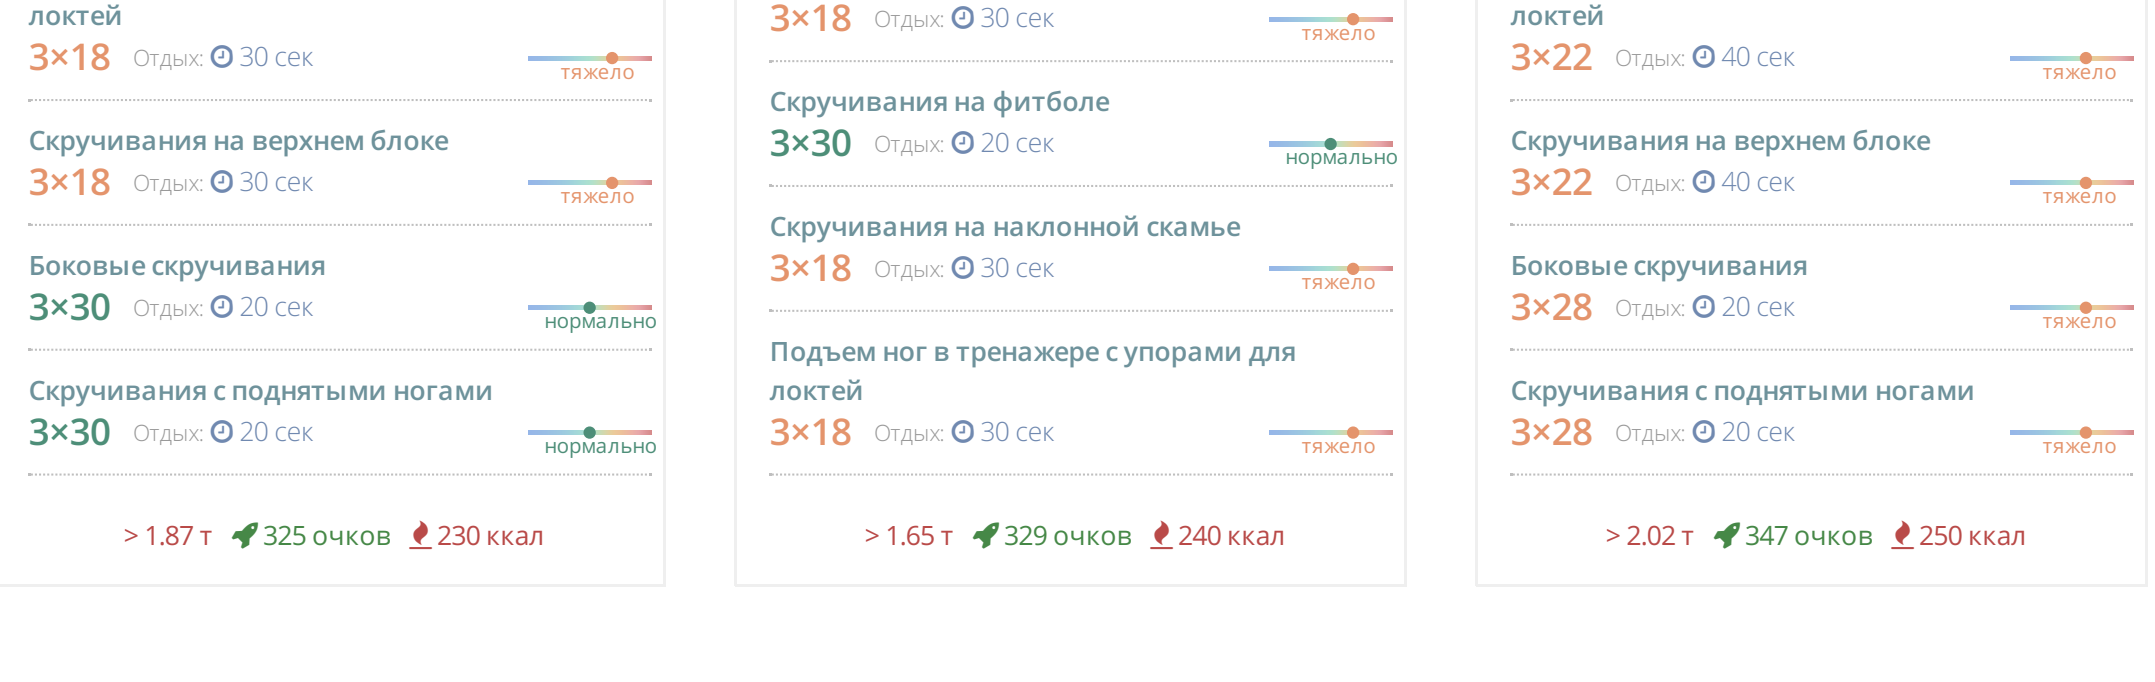 локтей
3×18 Отдых: 30 сек
тяжело
Скручивания на верхнем блоке
3×18 Отдых: 30 сек
тяжело
Боковые скручивания
3×30 Отдых: 20 сек
нормально
Скручивания с поднятыми ногами
3×30 Отдых: 20 сек
нормально
> 1.87 т 325 очков 230 ккал
3×18 Отдых: 30 сек
тяжело
Скручивания на фитболе
3×30 Отдых: 20 сек
нормально
Скручивания на наклонной скамье
3×18 Отдых: 30 сек
тяжело
Подъем ног в тренажере с упорами для
локтей
3×18 Отдых: 30 сек
тяжело
> 1.65 т 329 очков 240 ккал
локтей
3×22 Отдых: 40 сек
тяжело
Скручивания на верхнем блоке
3×22 Отдых: 40 сек
тяжело
Боковые скручивания
3×28 Отдых: 20 сек
тяжело
Скручивания с поднятыми ногами
3×28 Отдых: 20 сек
тяжело
> 2.02 т 347 очков 250 ккал